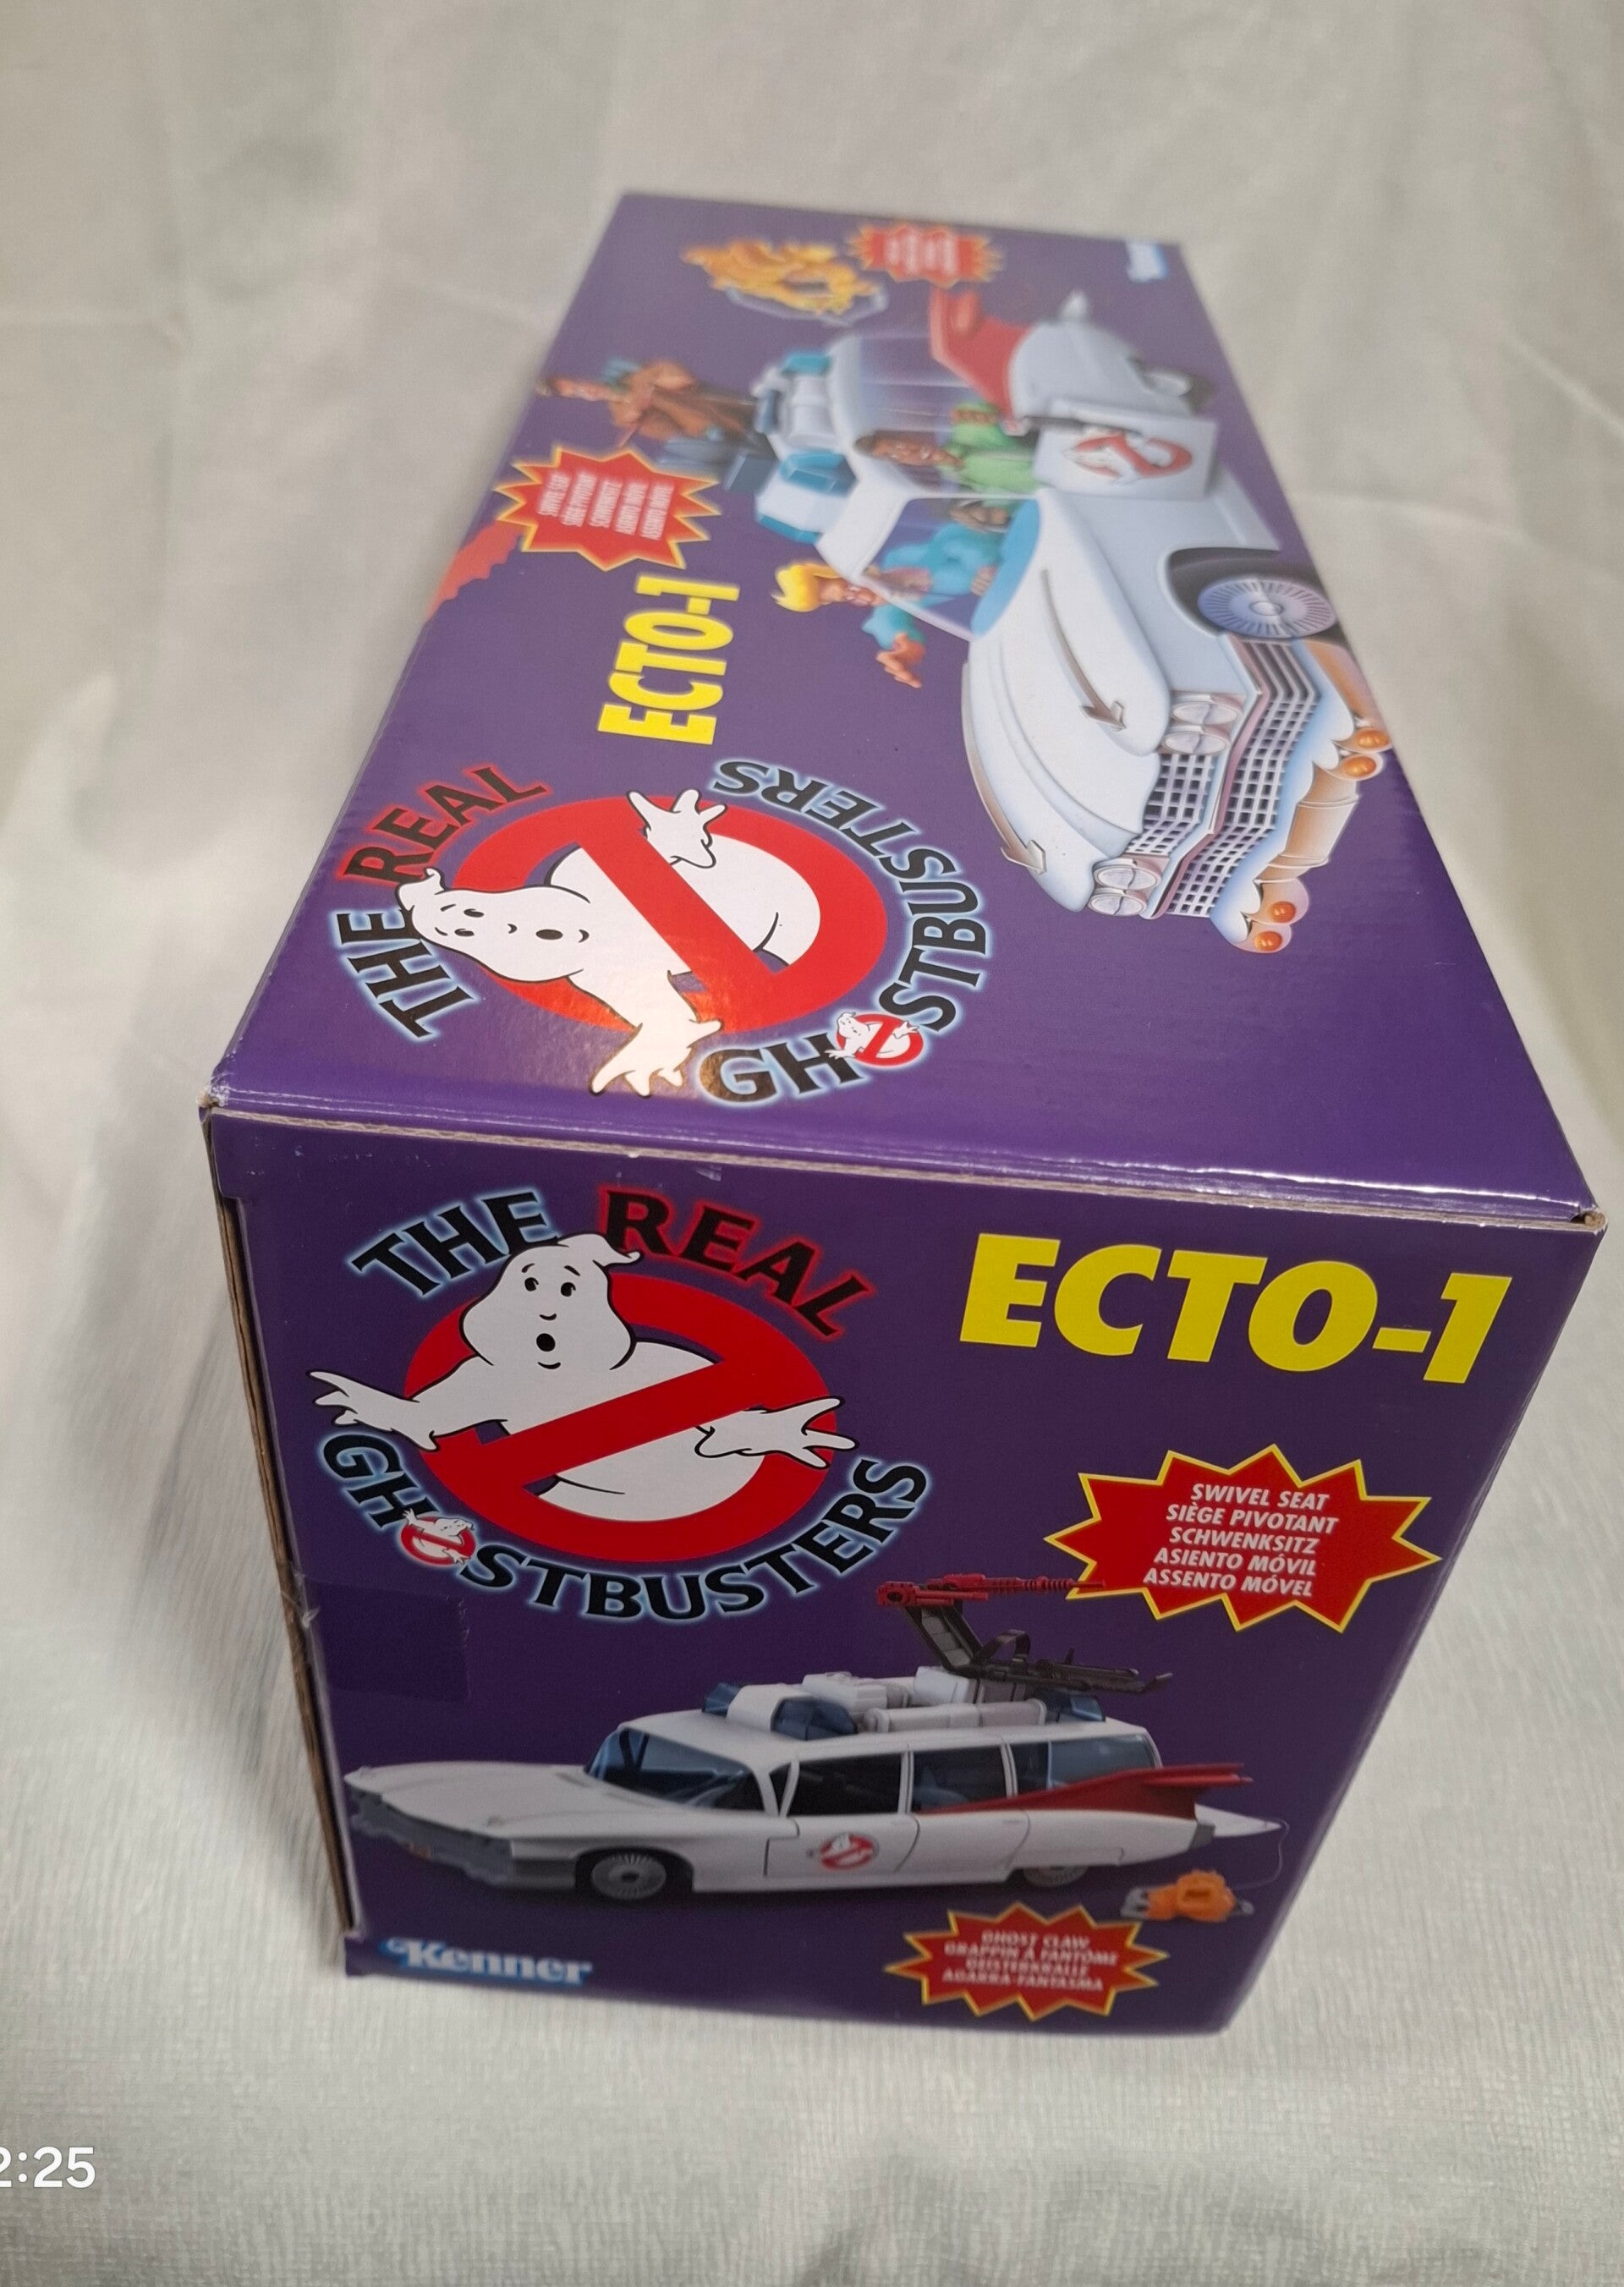 ECTO-1
THE REAL
GHOSTBUSTERS
THE REAL
GHOSTBUSTERS
ECTO-1
SWIVEL SEAT
SIÈGE PIVOTANT
SCHWENKSITZ
ASIENTO MÓVIL
ASSENTO MÓVEL
GHOST CLAW
GRAPPIN À FANTÔME
GEISTERKRALLE
AGARRA-FANTASMA
Kenner
2:25